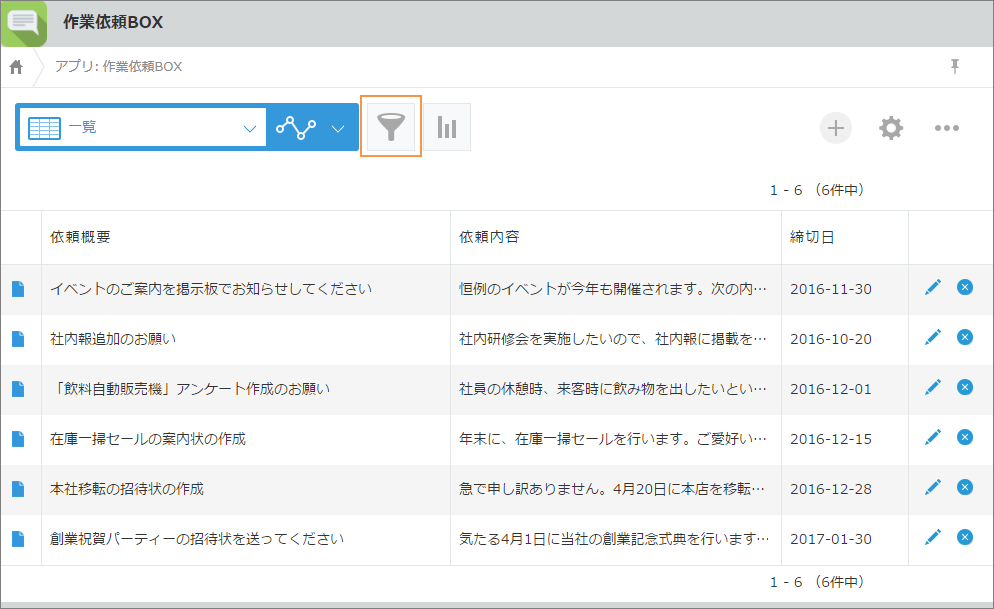 作業依頼BOX
アプリ: 作業依頼BOX
一覧
1 - 6 （6件中）
依頼概要 依頼内容 締切日
イベントのご案内を掲示板でお知らせしてください 恒例のイベントが今年も開催されます。次の内… 2016-11-30
社内報追加のお願い 社内研修会を実施したいので、社内報に掲載を… 2016-10-20
「飲料自動販売機」アンケート作成のお願い 社員の休憩時、来客時に飲み物を出したいとい… 2016-12-01
在庫一掃セールの案内状の作成 年末に、在庫一掃セールを行います。ご愛好い… 2016-12-15
本社移転の招待状の作成 急で申し訳ありません。4月20日に本店を移転… 2016-12-28
創業祝賀パーティーの招待状を送ってください 気たる4月1日に当社の創業記念式典を行います… 2017-01-30
1 - 6 （6件中）